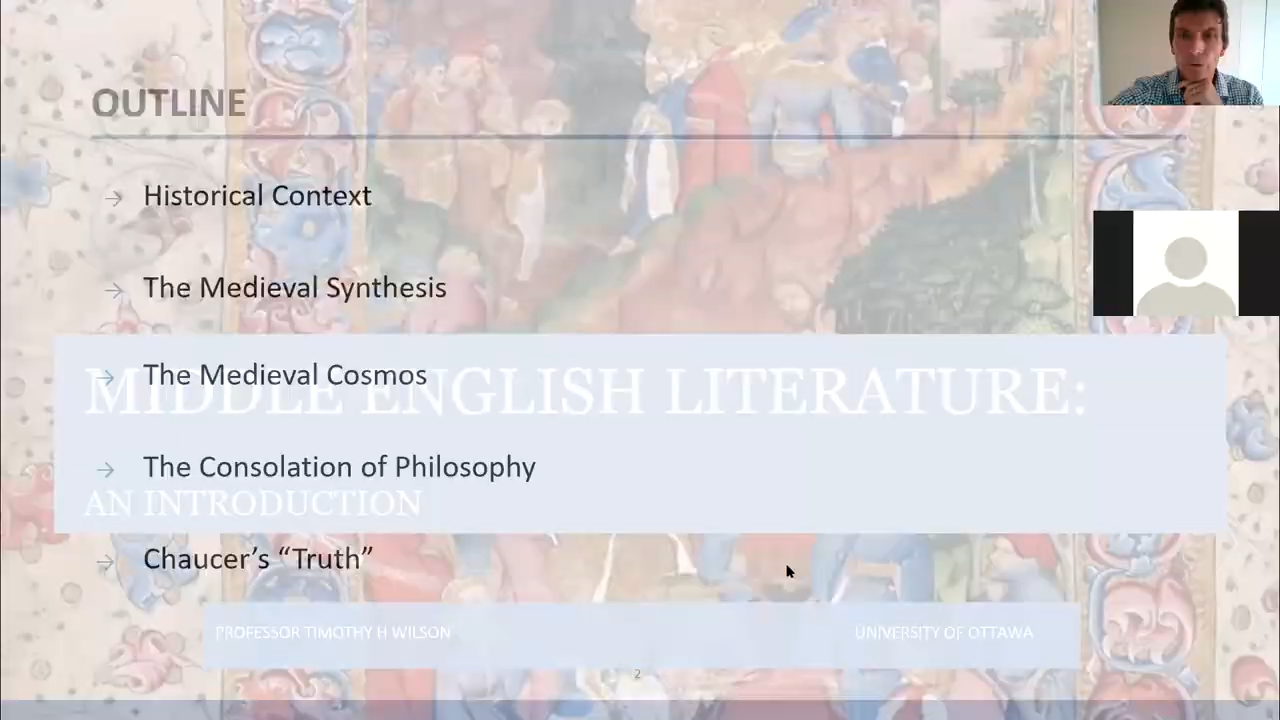 OUTLINE
→ Historical Context
→ The Medieval Synthesis
→ The Medieval Cosmos
MIDDLE ENGLISH LITERATURE:
→ The Consolation of Philosophy
AN INTRODUCTION
→ Chaucer’s “Truth”
PROFESSOR TIMOTHY H WILSON
UNIVERSITY OF OTTAWA
2